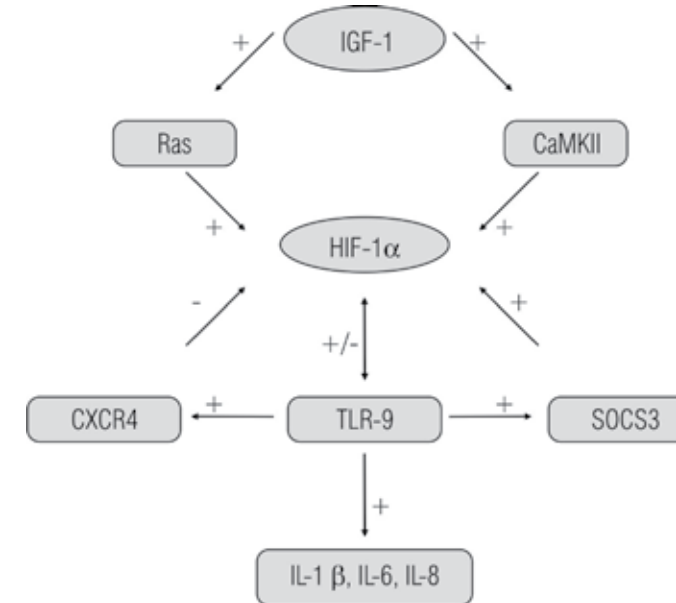 IGF-1
+ +
Ras CaMKII
+ +
HIF-1α
- +
+/-
CXCR4 + TLR-9 + SOCS3
+
IL-1 β, IL-6, IL-8